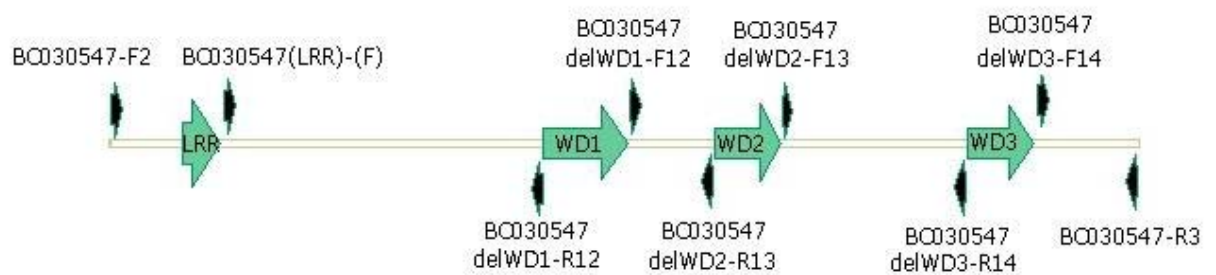 BC030547-F2
BC030547(LRR)-(F)
BC030547
delWD1-F12
BC030547
delWD2-F13
BC030547
delWD3-F14
LRR
WD1
WD2
WD3
BC030547
delWD1-R12
BC030547
delWD2-R13
BC030547
delWD3-R14
BC030547-R3